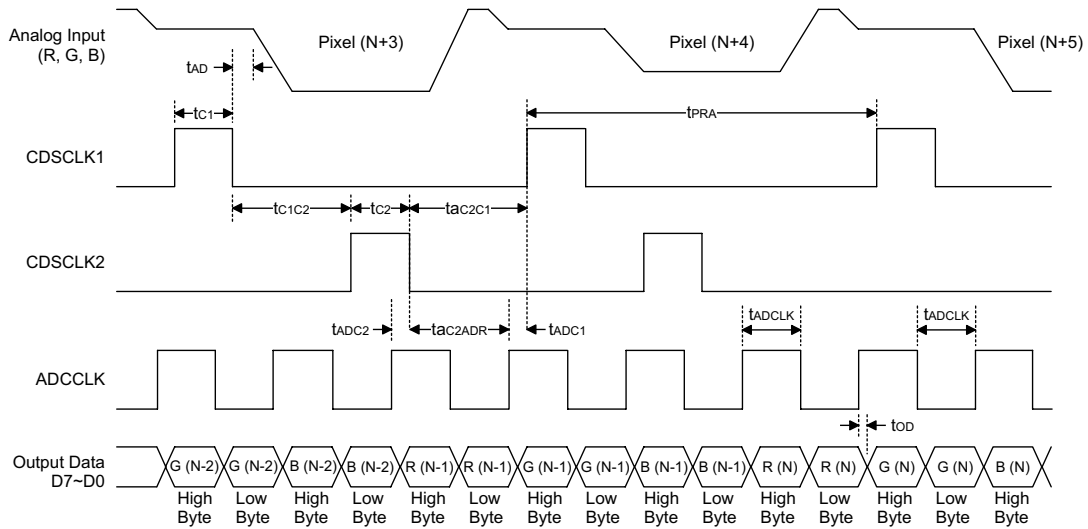 Analog Input
(R, G, B)
Pixel (N+3)
Pixel (N+4)
Pixel (N+5)
tAD
tC1
tPRA
CDSCLK1
tC1C2
tC2
taC2C1
CDSCLK2
tADC2
taC2ADR
tADC1
tADCLK
tADCLK
ADCCLK
tOD
Output Data
D7~D0
G (N-2) G (N-2) B (N-2) B (N-2) R (N-1) R (N-1) G (N-1) G (N-1) B (N-1) B (N-1) R (N) R (N) G (N) G (N) B (N)
High Low High Low High Low High Low High Low High Low High Low High
Byte Byte Byte Byte Byte Byte Byte Byte Byte Byte Byte Byte Byte Byte Byte